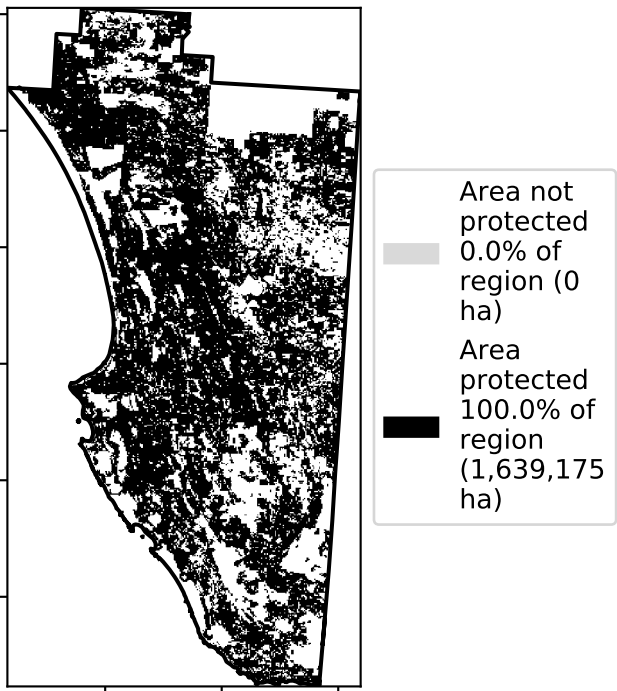 Area not
protected
0.0% of
region (0
ha)
Area
protected
100.0% of
region
(1,639,175
ha)